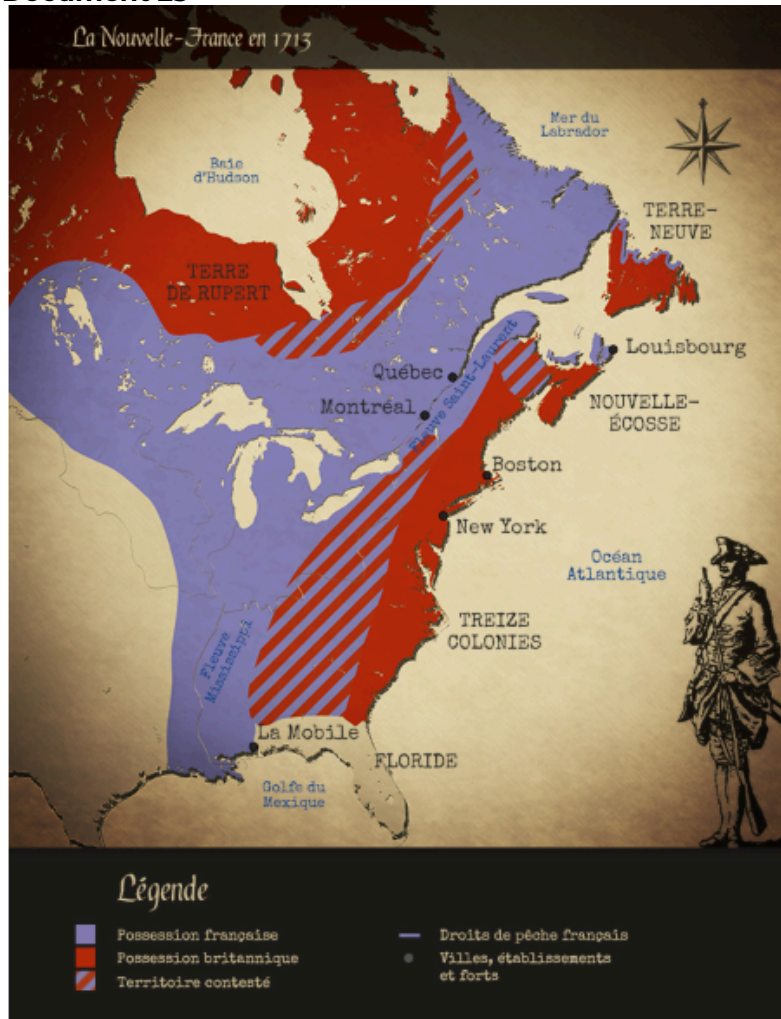 Document 23
La Nouvelle-France en 1713
Mer du
Labrador
Baie
d'Hudson
TERRE-
NEUVE
TERRE
DE RUPERT
Fleuve Saint-Laurent
Québec
Louisbourg
Montréal
NOUVELLE-
ÉCOSSE
Boston
New York
Océan
Atlantique
TREIZE
COLONIES
Fleuve
Mississippi
La Mobile
FLORIDE
Golfe du
Mexique
Légende
Possession française
Possession britannique
Territoire contesté
Droits de pêche français
Villes, établissements
et forts